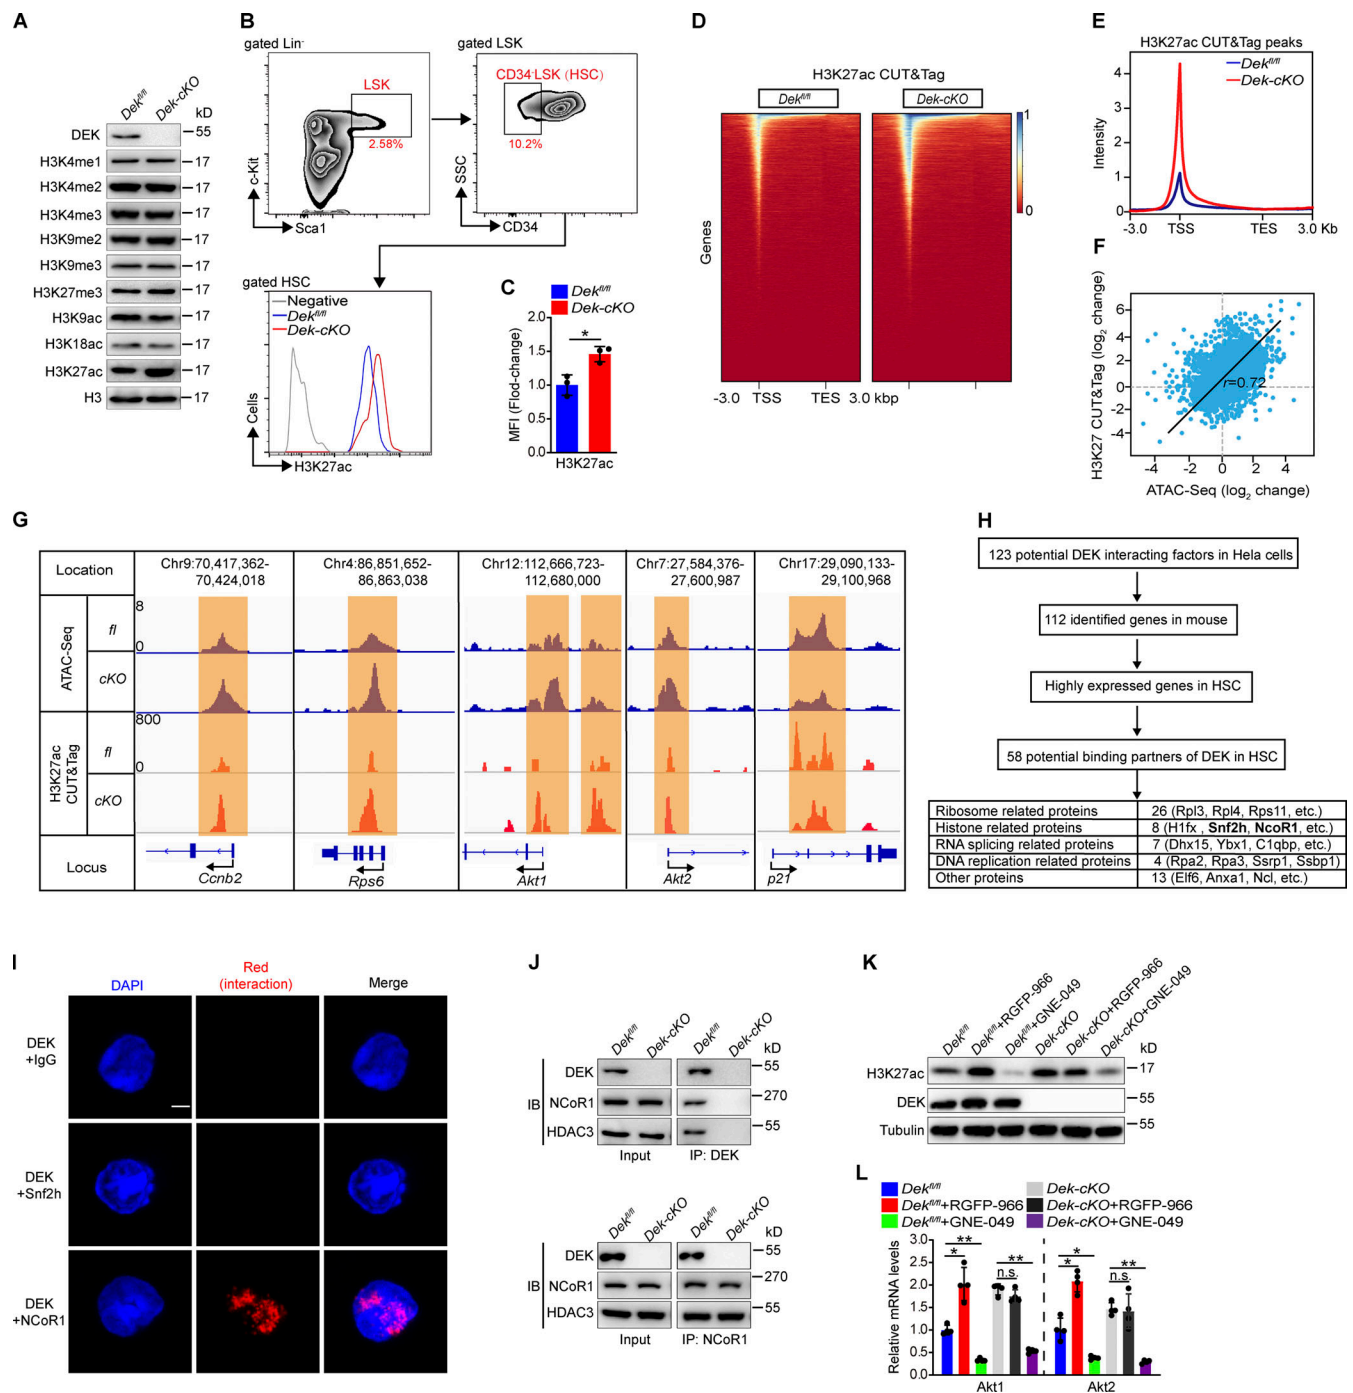 A
Dek^fl/fl
Dek-cKO
kD
DEK
55
H3K4me1
17
H3K4me2
17
H3K4me3
17
H3K9me2
17
H3K9me3
17
H3K27me3
17
H3K9ac
17
H3K18ac
17
H3K27ac
17
H3
17
B
gated Lin-
LSK
2.58%
c-Kit
Sca1
gated LSK
CD34-LSK (HSC)
10.2%
SSC
CD34
gated HSC
Negative
Dek^fl/fl
Dek-cKO
Cells
H3K27ac
C
Dek^fl/fl
Dek-cKO
MFI (Flod-change)
2.0
1.5
1.0
0.5
0.0
*
H3K27ac
D
H3K27ac CUT&Tag
Dek^fl/fl
Dek-cKO
Genes
1
0
-3.0 TSS TES 3.0 kbp
E
H3K27ac CUT&Tag peaks
Dek^fl/fl
Dek-cKO
Intensity
4
3
2
1
0
-3.0 TSS TES 3.0 Kb
F
H3K27 CUT&Tag (log2 change)
6
4
2
0
-2
-4
r=0.72
-4 -2 0 2 4
ATAC-Seq (log2 change)
G
Location
Chr9:70,417,362-
70,424,018
Chr4:86,851,652-
86,863,038
Chr12:112,666,723-
112,680,000
Chr7:27,584,376-
27,600,987
Chr17:29,090,133-
29,100,968
ATAC-Seq
fl
8
0
cKO
H3K27ac
CUT&Tag
fl
800
0
cKO
Locus
Ccnb2
Rps6
Akt1
Akt2
p21
H
123 potential DEK interacting factors in Hela cells
112 identified genes in mouse
Highly expressed genes in HSC
58 potential binding partners of DEK in HSC
Ribosome related proteins 26 (Rpl3, Rpl4, Rps11, etc.)
Histone related proteins 8 (H1fx , Snf2h, NcoR1, etc.)
RNA splicing related proteins 7 (Dhx15, Ybx1, C1qbp, etc.)
DNA replication related proteins 4 (Rpa2, Rpa3, Ssrp1, Ssbp1)
Other proteins 13 (Elf6, Anxa1, Ncl, etc.)
I
DAPI
Red
(interaction)
Merge
DEK
+IgG
DEK
+Snf2h
DEK
+NCoR1
J
Dek^fl/fl
Dek-cKO
Dek^fl/fl
Dek-cKO
kD
IB
DEK
55
NCoR1
270
HDAC3
55
Input
IP: DEK
Dek^fl/fl
Dek-cKO
Dek^fl/fl
Dek-cKO
kD
IB
DEK
55
NCoR1
270
HDAC3
55
Input
IP: NCoR1
K
Dek^fl/fl
Dek^fl/fl+RGFP-966
Dek^fl/fl+GNE-049
Dek-cKO
Dek-cKO+RGFP-966
Dek-cKO+GNE-049
kD
H3K27ac
17
DEK
55
Tubulin
55
L
Dek^fl/fl
Dek^fl/fl+RGFP-966
Dek^fl/fl+GNE-049
Dek-cKO
Dek-cKO+RGFP-966
Dek-cKO+GNE-049
Relative mRNA levels
3.0
2.5
2.0
1.5
1.0
0.5
0.0
**
*
**
n.s.
*
*
**
n.s.
Akt1
Akt2